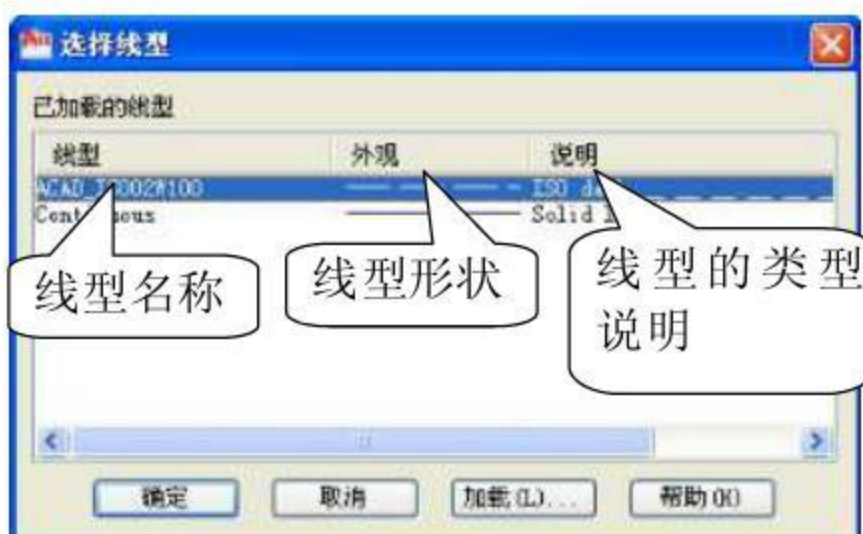 选择线型
已加载的线型
线型 外观 说明
ISO
Solid
线型名称
线型形状
线型的类型
说明
确定 取消 加载(L)... 帮助(H)